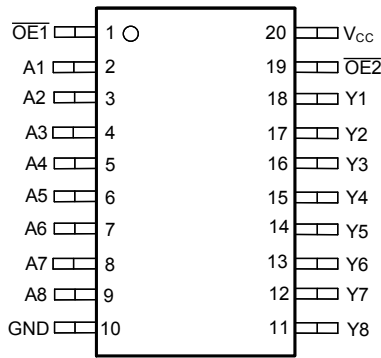 O̅E̅1̅ 1 20 VCC
A1 2 19 O̅E̅2̅
A2 3 18 Y1
A3 4 17 Y2
A4 5 16 Y3
A5 6 15 Y4
A6 7 14 Y5
A7 8 13 Y6
A8 9 12 Y7
GND 10 11 Y8